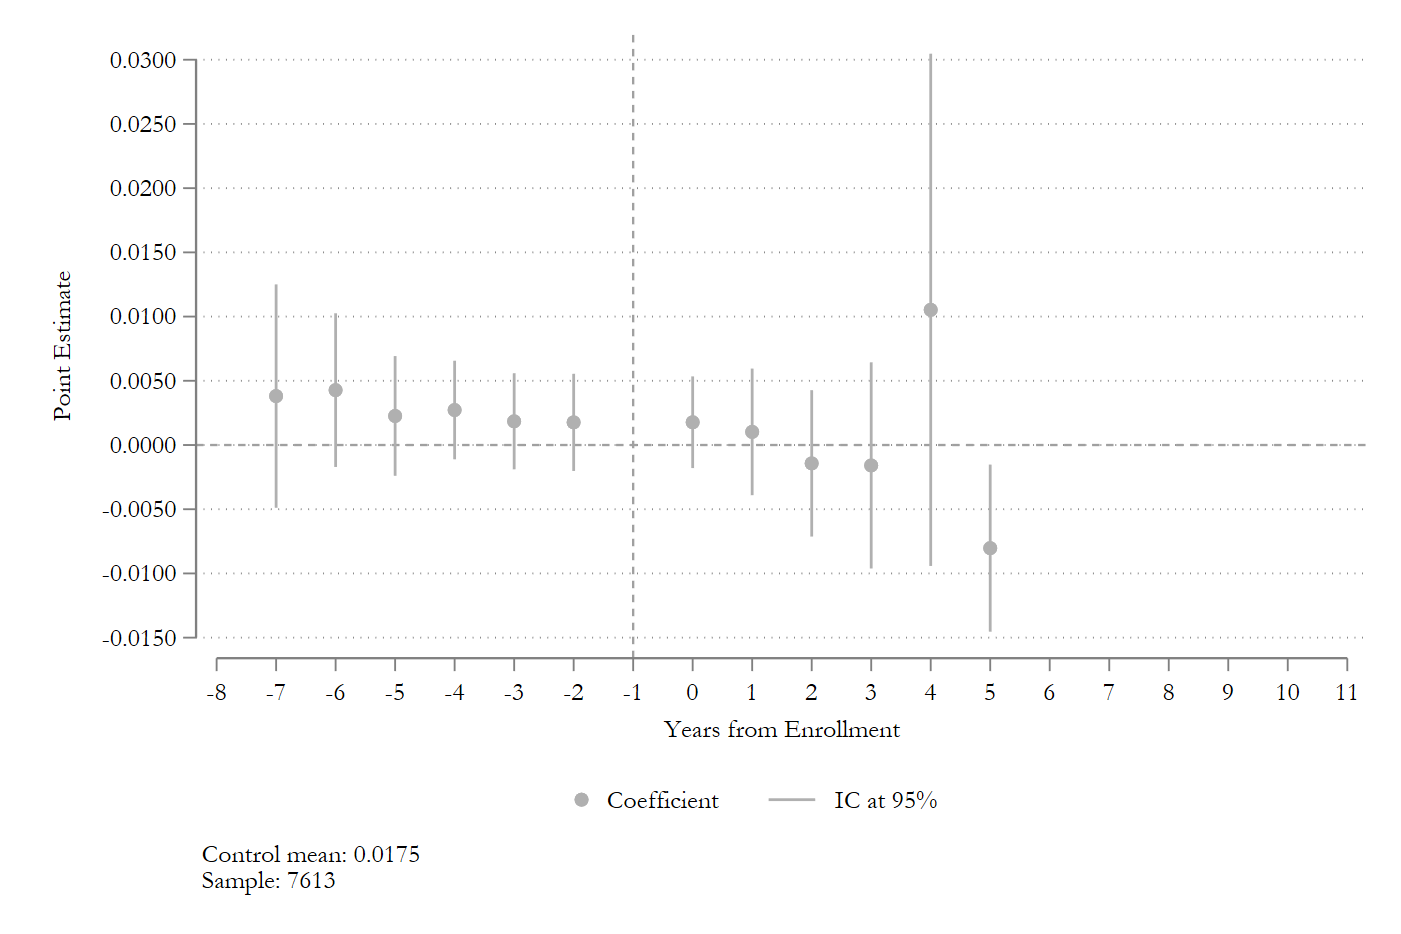 0.0300
0.0250
0.0200
0.0150
0.0100
0.0050
0.0000
-0.0050
-0.0100
-0.0150
Point Estimate
-8 -7 -6 -5 -4 -3 -2 -1 0 1 2 3 4 5 6 7 8 9 10 11
Years from Enrollment
Coefficient IC at 95%
Control mean: 0.0175
Sample: 7613